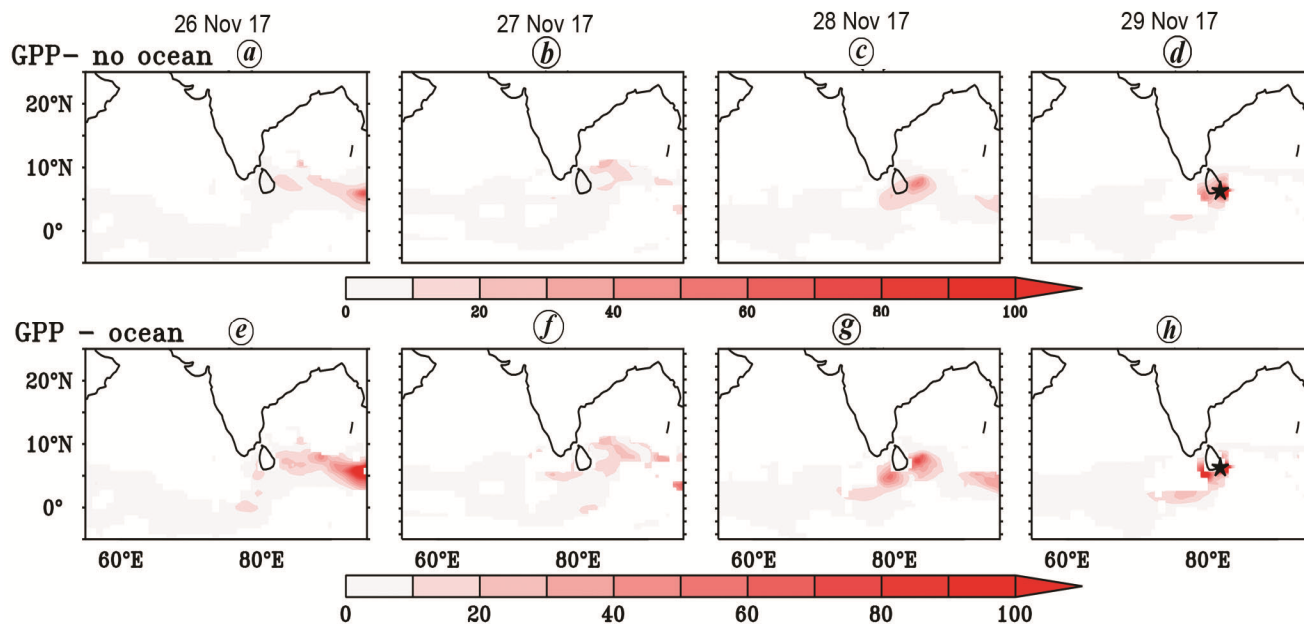 26 Nov 17 27 Nov 17 28 Nov 17 29 Nov 17
GPP- no ocean a b c d
20°N
10°N
0°
0 20 40 60 80 100
GPP - ocean e f g h
20°N
10°N
0°
60°E 80°E 60°E 80°E 60°E 80°E 60°E 80°E
0 20 40 60 80 100